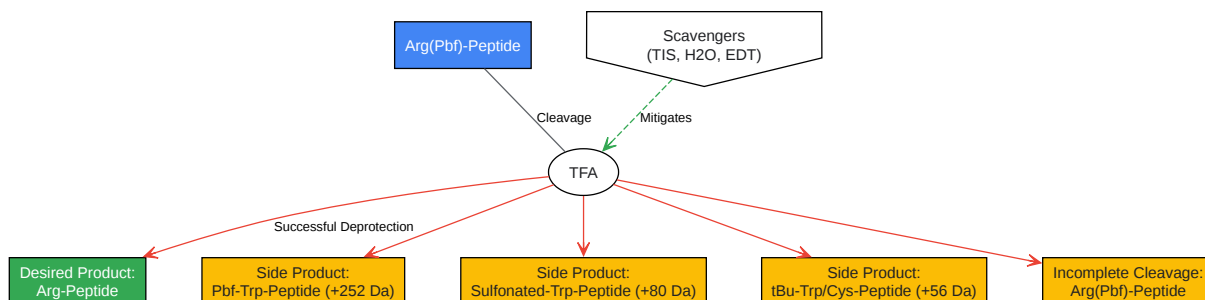 Scavengers
(TIS, H2O, EDT)
Arg(Pbf)-Peptide
Cleavage
Mitigates
TFA
Successful Deprotection
Desired Product:
Arg-Peptide
Side Product:
Pbf-Trp-Peptide (+252 Da)
Side Product:
Sulfonated-Trp-Peptide (+80 Da)
Side Product:
tBu-Trp/Cys-Peptide (+56 Da)
Incomplete Cleavage:
Arg(Pbf)-Peptide